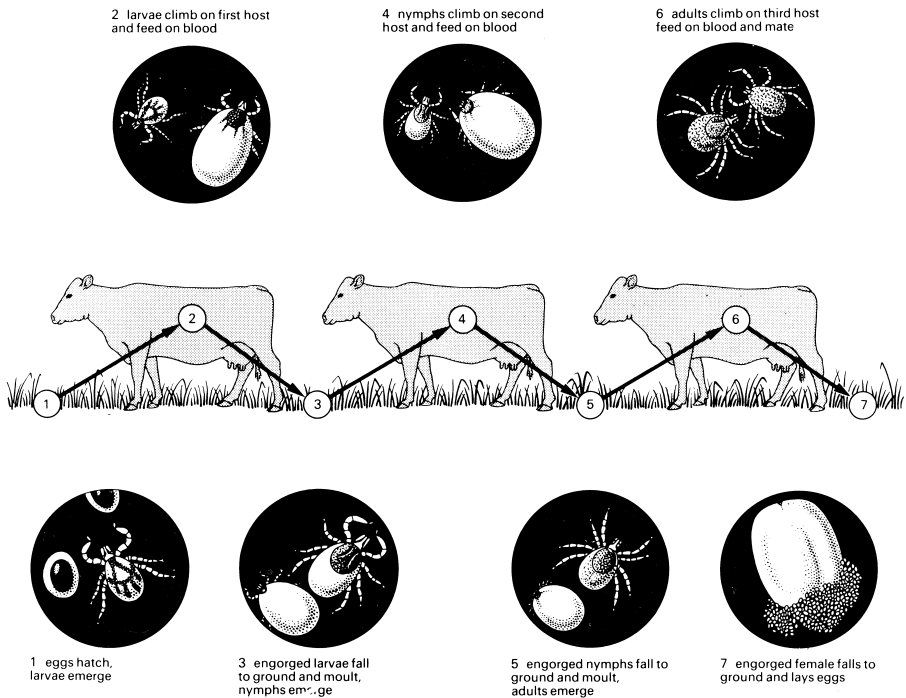 2 larvae climb on first host
and feed on blood
4 nymphs climb on second
host and feed on blood
6 adults climb on third host
feed on blood and mate
2
4
6
1
3
5
7
1 eggs hatch,
larvae emerge
3 engorged larvae fall
to ground and moult,
nymphs emerge
5 engorged nymphs fall to
ground and moult,
adults emerge
7 engorged female falls to
ground and lays eggs